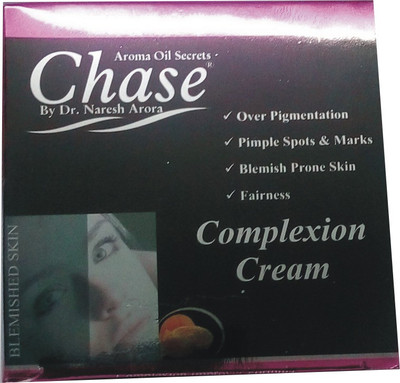 Aroma Oil Secrets
Chase®
By Dr. Naresh Arora
✓ Over Pigmentation
✓ Pimple Spots & Marks
✓ Blemish Prone Skin
✓ Fairness
Complexion
Cream
BLEMISHED SKIN